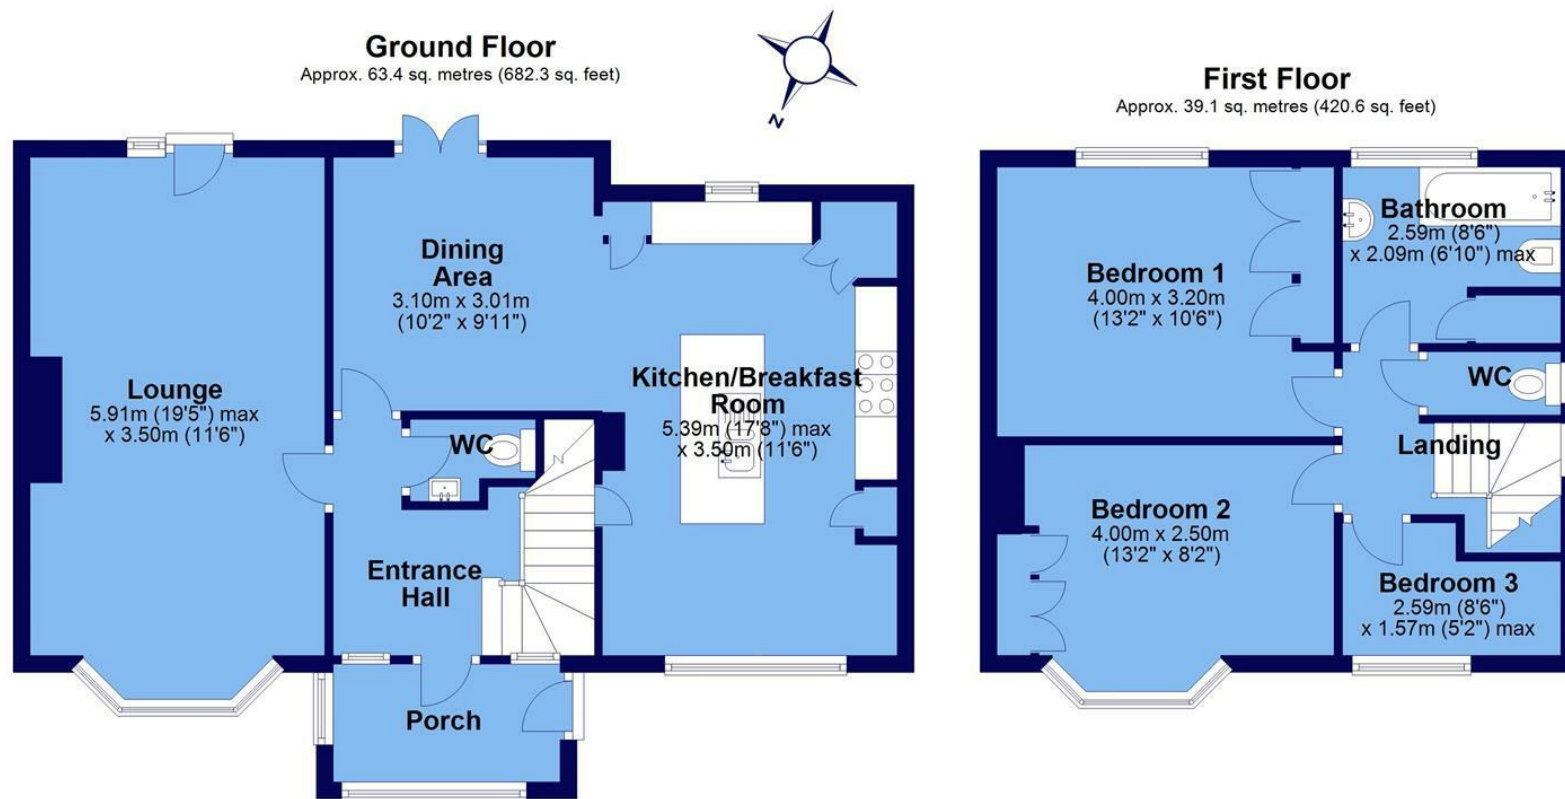 Ground Floor
Approx. 63.4 sq. metres (682.3 sq. feet)
N
First Floor
Approx. 39.1 sq. metres (420.6 sq. feet)
Lounge
5.91m (19'5") max
x 3.50m (11'6")
Dining
Area
3.10m x 3.01m
(10'2" x 9'11")
Kitchen/Breakfast
Room
5.39m (17'8") max
x 3.50m (11'6")
WC
Entrance
Hall
Porch
Bedroom 1
4.00m x 3.20m
(13'2" x 10'6")
Bathroom
2.59m (8'6")
x 2.09m (6'10") max
WC
Landing
Bedroom 2
4.00m x 2.50m
(13'2" x 8'2")
Bedroom 3
2.59m (8'6")
x 1.57m (5'2") max